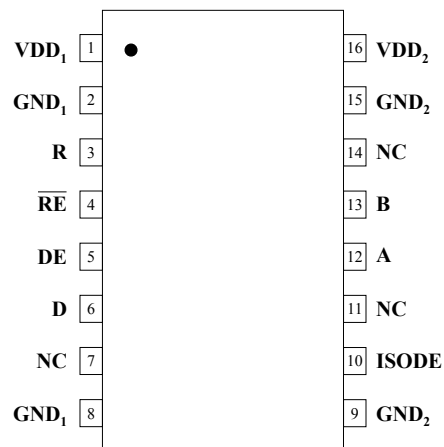 VDD₁ 1 16 VDD₂
GND₁ 2 15 GND₂
R 3 14 NC
R̅E̅ 4 13 B
DE 5 12 A
D 6 11 NC
NC 7 10 ISODE
GND₁ 8 9 GND₂